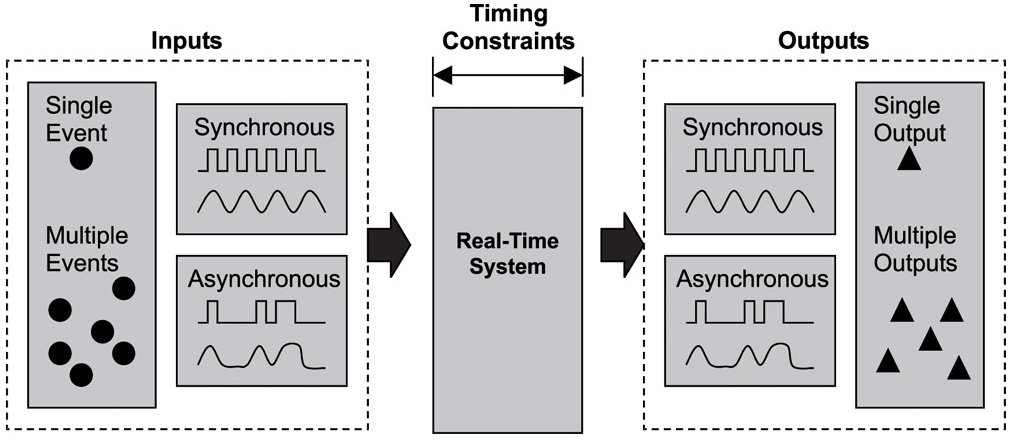 Inputs
Single
Event
Multiple
Events
Synchronous
Asynchronous
Timing
Constraints
Real-Time
System
Outputs
Synchronous
Asynchronous
Single
Output
Multiple
Outputs